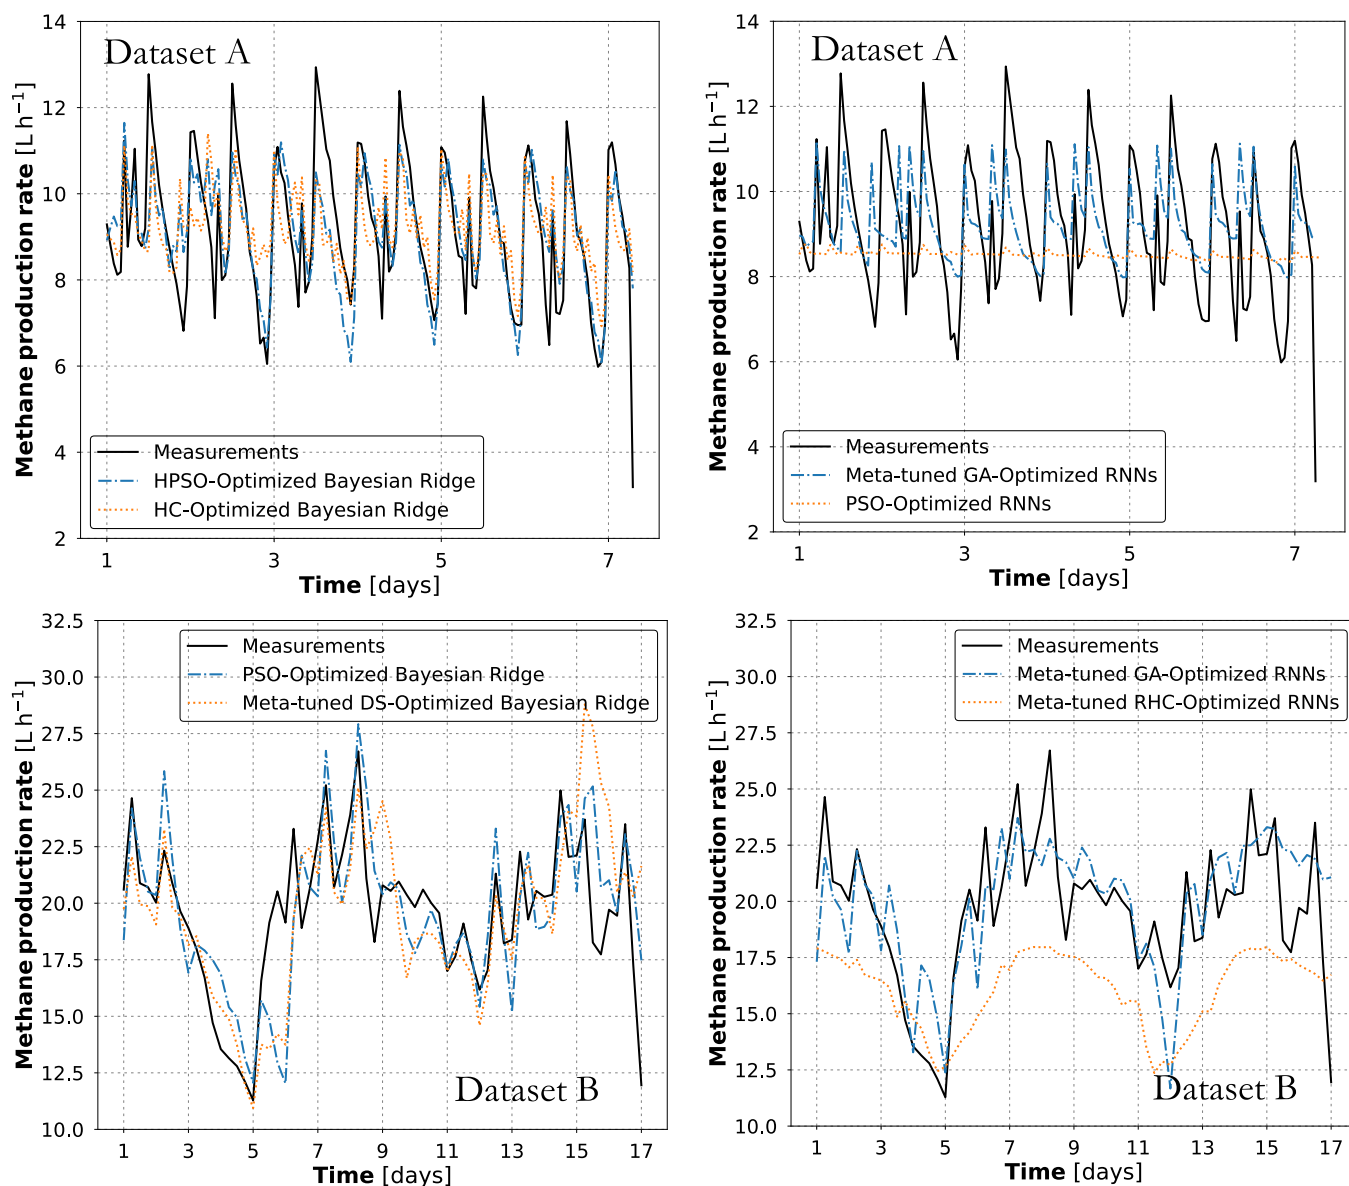 Dataset A
Methane production rate [L h⁻¹]
14
12
10
8
6
4
2
Measurements
HPSO-Optimized Bayesian Ridge
HC-Optimized Bayesian Ridge
1
3
5
7
Time [days]
Dataset A
Methane production rate [L h⁻¹]
14
12
10
8
6
4
2
Measurements
Meta-tuned GA-Optimized RNNs
PSO-Optimized RNNs
1
3
5
7
Time [days]
Methane production rate [L h⁻¹]
32.5
30.0
27.5
25.0
22.5
20.0
17.5
15.0
12.5
10.0
Measurements
PSO-Optimized Bayesian Ridge
Meta-tuned DS-Optimized Bayesian Ridge
Dataset B
1
3
5
7
9
11
13
15
17
Time [days]
Methane production rate [L h⁻¹]
32.5
30.0
27.5
25.0
22.5
20.0
17.5
15.0
12.5
10.0
Measurements
Meta-tuned GA-Optimized RNNs
Meta-tuned RHC-Optimized RNNs
Dataset B
1
3
5
7
9
11
13
15
17
Time [days]